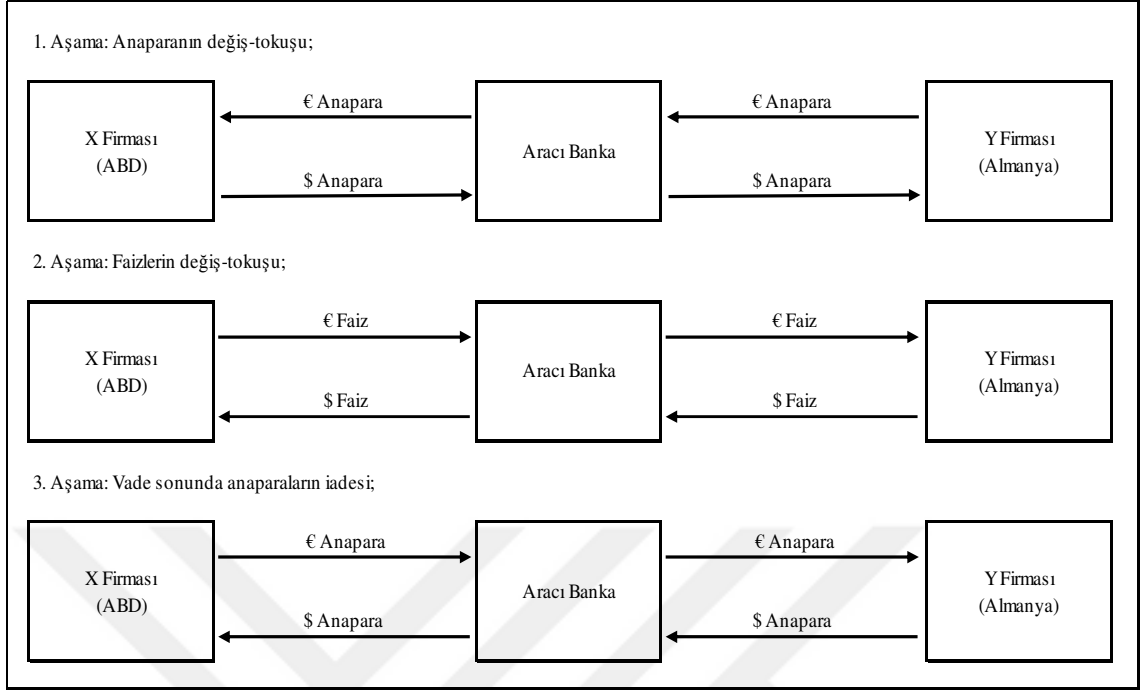 1. Aşama: Anaparanın değiş-tokuşu;
€ Anapara
€ Anapara
X Firması
(ABD)
Aracı Banka
Y Firması
(Almanya)
$ Anapara
$ Anapara
2. Aşama: Faizlerin değiş-tokuşu;
€ Faiz
€ Faiz
X Firması
(ABD)
Aracı Banka
Y Firması
(Almanya)
$ Faiz
$ Faiz
3. Aşama: Vade sonunda anaparaların iadesi;
€ Anapara
€ Anapara
X Firması
(ABD)
Aracı Banka
Y Firması
(Almanya)
$ Anapara
$ Anapara